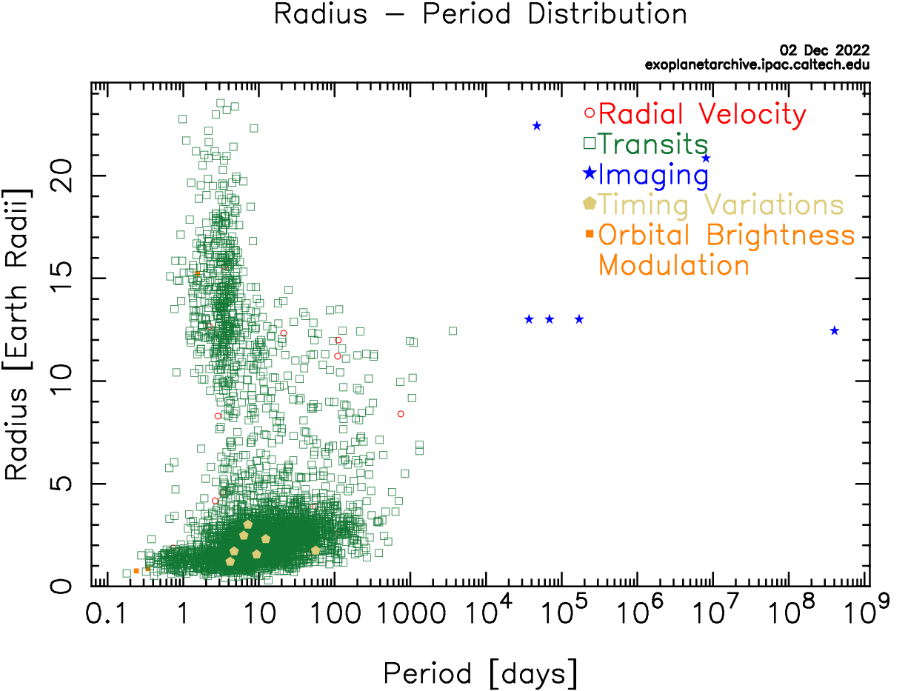 Radius – Period Distribution
02 Dec 2022
exoplanetarchive.ipac.caltech.edu
Radial Velocity
Transits
Imaging
Timing Variations
Orbital Brightness
Modulation
Radius [Earth Radii]
20
15
10
5
0
0.1 1 10 100 1000 10⁴ 10⁵ 10⁶ 10⁷ 10⁸ 10⁹
Period [days]